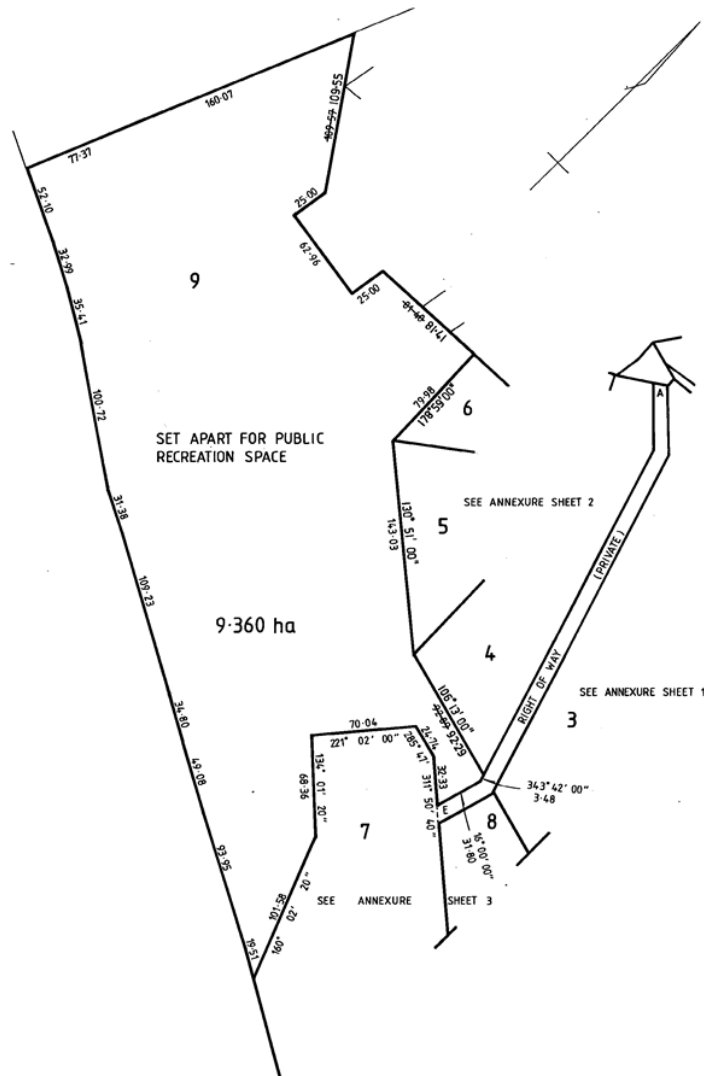 160·07
77·37
109·57 109·55
52·10
32·99
35·41
100·72
31·38
109·23
34·80
49·08
93·95
19·51
25·00
62·96
25·00
81·40 81·41
9
79·98
178° 59' 00"
6
A
SET APART FOR PUBLIC
RECREATION SPACE
SEE ANNEXURE SHEET 2
130° 51' 00"
143·03
5
(PRIVATE)
RIGHT OF WAY
9·360 ha
4
106° 13' 00"
92·89 92·29
SEE ANNEXURE SHEET 1
3
70·04
221° 02' 00"
24·74
285° 47'
32·33
311° 50' 40"
134° 01' 20"
68·36
343° 42' 00"
3·48
E
8
16° 00' 00"
31·80
7
101·58
160° 02' 20"
SEE ANNEXURE SHEET 3